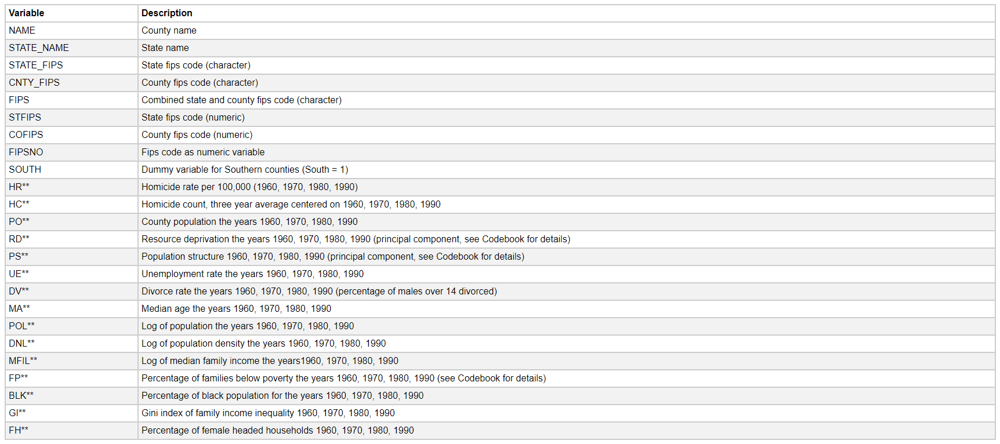 Variable Description
NAME County name
STATE_NAME State name
STATE_FIPS State fips code (character)
CNTY_FIPS County fips code (character)
FIPS Combined state and county fips code (character)
STFIPS State fips code (numeric)
COFIPS County fips code (numeric)
FIPSNO Fips code as numeric variable
SOUTH Dummy variable for Southern counties (South = 1)
HR** Homicide rate per 100,000 (1960, 1970, 1980, 1990)
HC** Homicide count, three year average centered on 1960, 1970, 1980, 1990
PO** County population the years 1960, 1970, 1980, 1990
RD** Resource deprivation the years 1960, 1970, 1980, 1990 (principal component, see Codebook for details)
PS** Population structure 1960, 1970, 1980, 1990 (principal component, see Codebook for details)
UE** Unemployment rate the years 1960, 1970, 1980, 1990
DV** Divorce rate the years 1960, 1970, 1980, 1990 (percentage of males over 14 divorced)
MA** Median age the years 1960, 1970, 1980, 1990
POL** Log of population the years 1960, 1970, 1980, 1990
DNL** Log of population density the years 1960, 1970, 1980, 1990
MFIL** Log of median family income the years1960, 1970, 1980, 1990
FP** Percentage of families below poverty the years 1960, 1970, 1980, 1990 (see Codebook for details)
BLK** Percentage of black population for the years 1960, 1970, 1980, 1990
GI** Gini index of family income inequality 1960, 1970, 1980, 1990
FH** Percentage of female headed households 1960, 1970, 1980, 1990